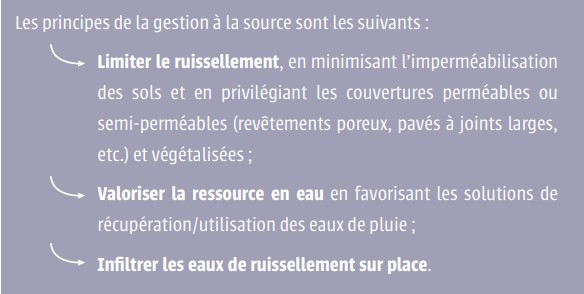 Les principes de la gestion à la source sont les suivants :
Limiter le ruissellement, en minimisant l'imperméabilisation
des sols et en privilégiant les couvertures perméables ou
semi-perméables (revêtements poreux, pavés à joints larges,
etc.) et végétalisées ;
Valoriser la ressource en eau en favorisant les solutions de
récupération/utilisation des eaux de pluie ;
Infiltrer les eaux de ruissellement sur place.